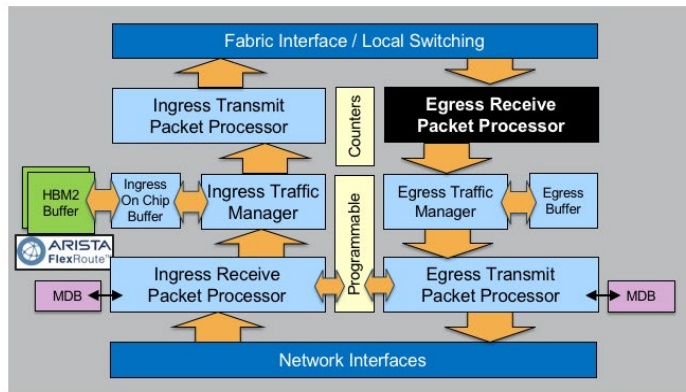 Fabric Interface / Local Switching
Ingress Transmit
Packet Processor
Counters
Egress Receive
Packet Processor
HBM2
Buffer
Ingress
On Chip
Buffer
Ingress Traffic
Manager
Egress Traffic
Manager
Egress
Buffer
ARISTA
FlexRoute™
Programmable
MDB
Ingress Receive
Packet Processor
Egress Transmit
Packet Processor
MDB
Network Interfaces